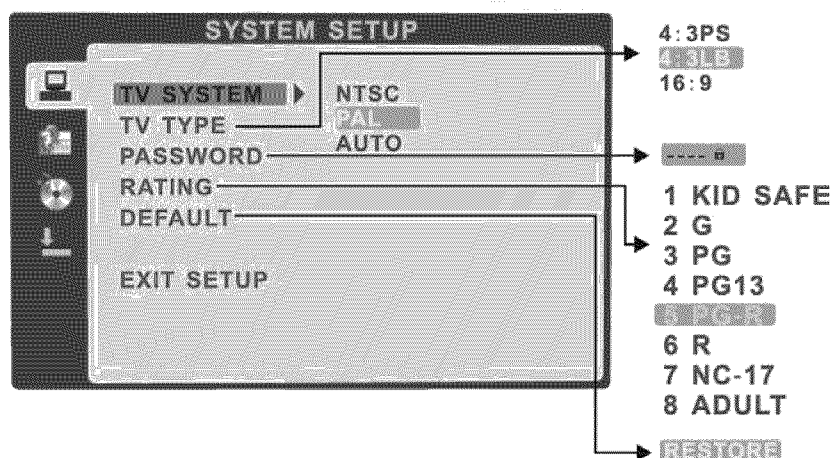 SYSTEM SETUP
TV SYSTEM
TV TYPE
PASSWORD
RATING
DEFAULT
EXIT SETUP
NTSC
PAL
AUTO
4:3PS
4:3LB
16:9
----
1 KID SAFE
2 G
3 PG
4 PG13
5 PG-R
6 R
7 NC-17
8 ADULT
RESTORE